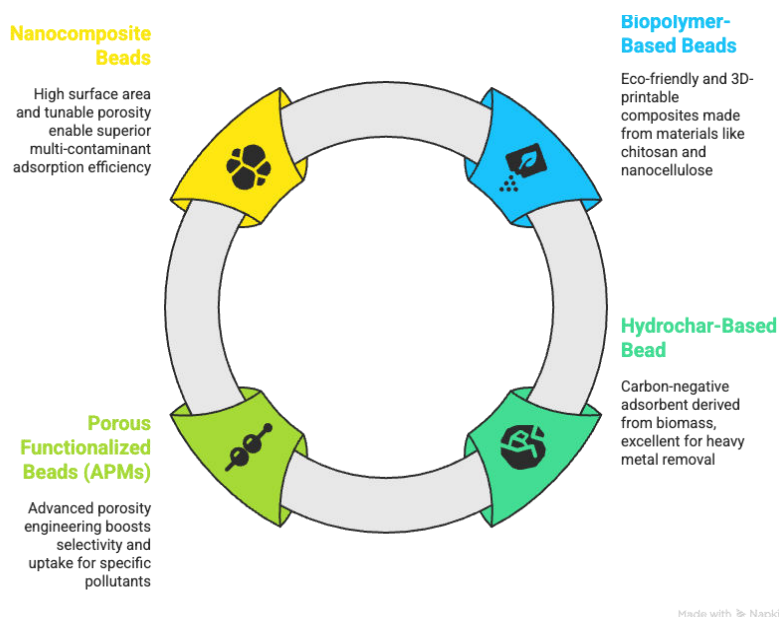 Nanocomposite
Beads
High surface area
and tunable porosity
enable superior
multi-contaminant
adsorption efficiency
Biopolymer-
Based Beads
Eco-friendly and 3D-
printable
composites made
from materials like
chitosan and
nanocellulose
Hydrochar-Based
Bead
Carbon-negative
adsorbent derived
from biomass,
excellent for heavy
metal removal
Porous
Functionalized
Beads (APMs)
Advanced porosity
engineering boosts
selectivity and
uptake for specific
pollutants
Made with Napki